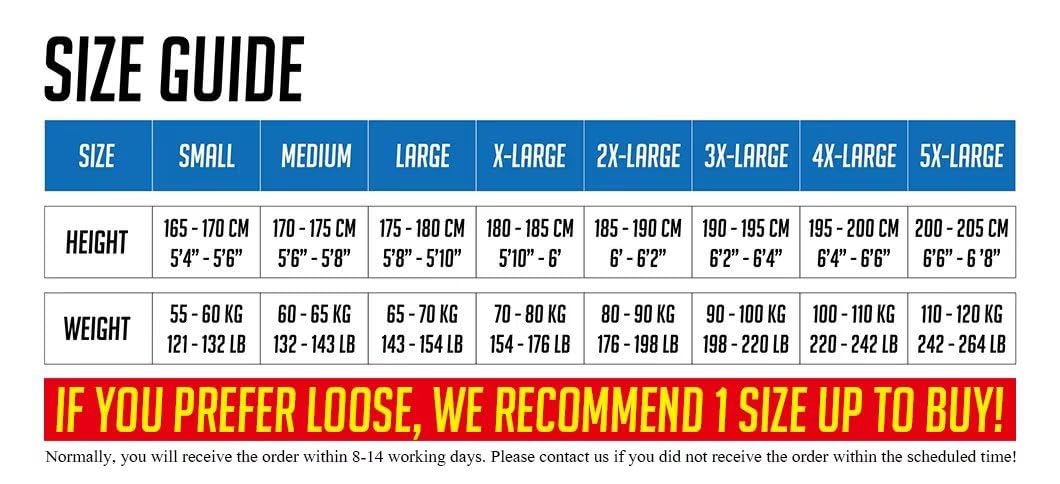 SIZE GUIDE
SIZE SMALL MEDIUM LARGE X-LARGE 2X-LARGE 3X-LARGE 4X-LARGE 5X-LARGE
HEIGHT 165 - 170 CM 170 - 175 CM 175 - 180 CM 180 - 185 CM 185 - 190 CM 190 - 195 CM 195 - 200 CM 200 - 205 CM
5'4” - 5'6” 5'6” - 5'8” 5'8” - 5'10” 5'10” - 6' 6' - 6'2” 6'2” - 6'4” 6'4” - 6'6” 6'6” - 6 '8”
WEIGHT 55 - 60 KG 60 - 65 KG 65 - 70 KG 70 - 80 KG 80 - 90 KG 90 - 100 KG 100 - 110 KG 110 - 120 KG
121 - 132 LB 132 - 143 LB 143 - 154 LB 154 - 176 LB 176 - 198 LB 198 - 220 LB 220 - 242 LB 242 - 264 LB
IF YOU PREFER LOOSE, WE RECOMMEND 1 SIZE UP TO BUY!
Normally, you will receive the order within 8-14 working days. Please contact us if you did not receive the order within the scheduled time!